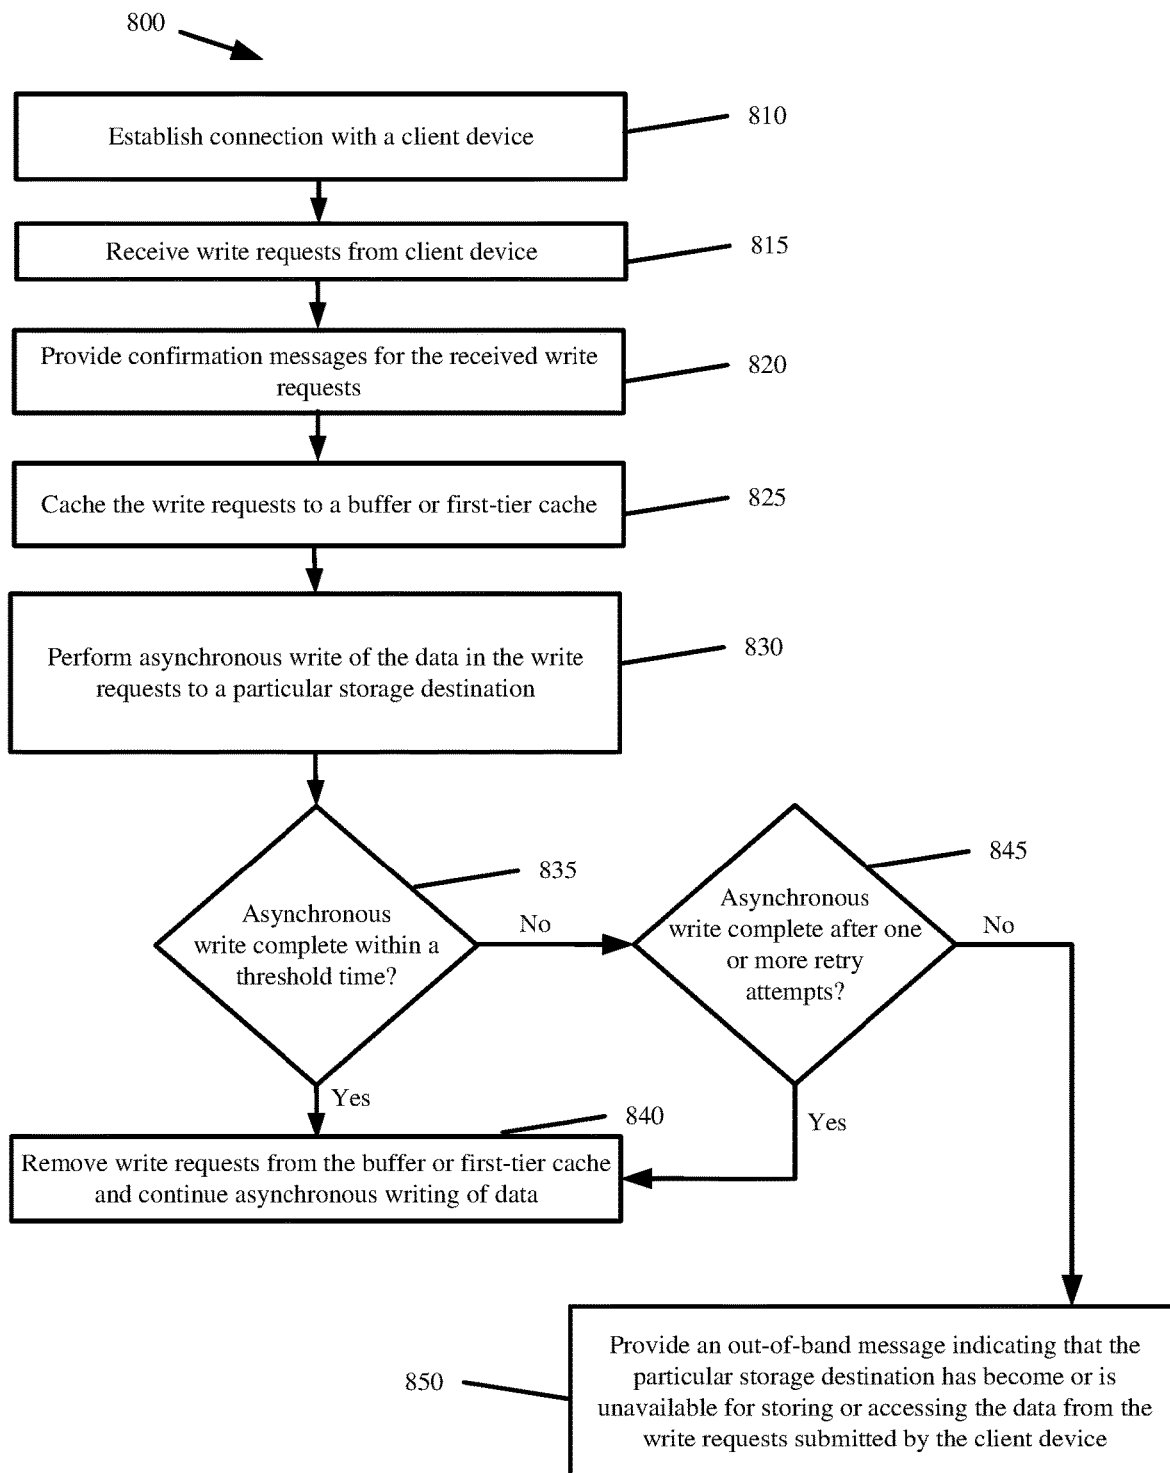 800
Establish connection with a client device
810
Receive write requests from client device
815
Provide confirmation messages for the received write
requests
820
Cache the write requests to a buffer or first-tier cache
825
Perform asynchronous write of the data in the write
requests to a particular storage destination
830
Asynchronous
write complete within a
threshold time?
835
No
Yes
Asynchronous
write complete after one
or more retry
attempts?
845
No
Yes
Remove write requests from the buffer or first-tier cache
and continue asynchronous writing of data
840
Provide an out-of-band message indicating that the
particular storage destination has become or is
unavailable for storing or accessing the data from the
write requests submitted by the client device
850